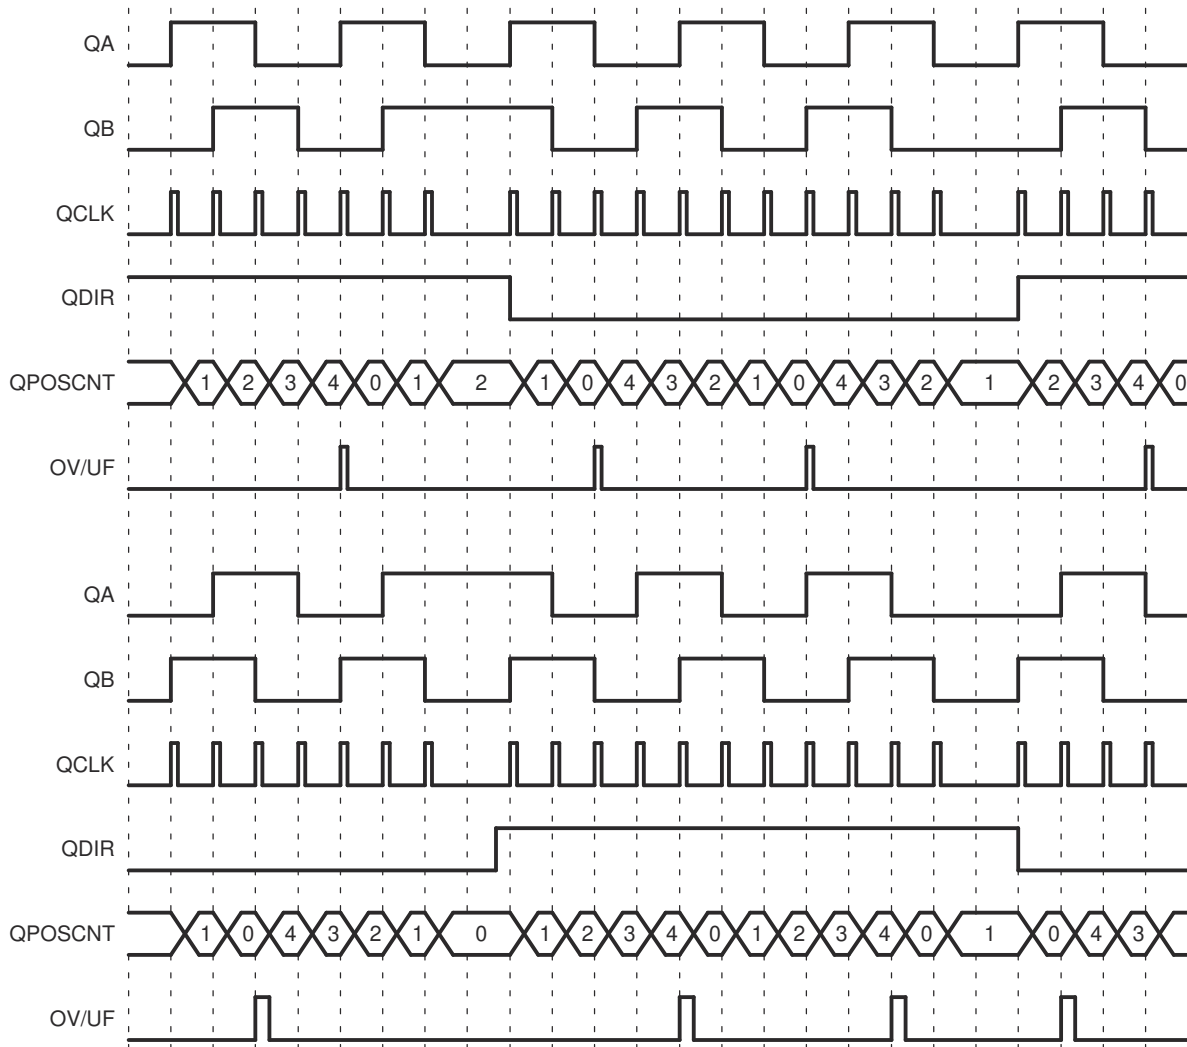 QA
QB
QCLK
QDIR
QPOSCNT 1 2 3 4 0 1 2 1 0 4 3 2 1 0 4 3 2 1 2 3 4 0
OV/UF
QA
QB
QCLK
QDIR
QPOSCNT 1 0 4 3 2 1 0 1 2 3 4 0 1 2 3 4 0 1 0 4 3
OV/UF